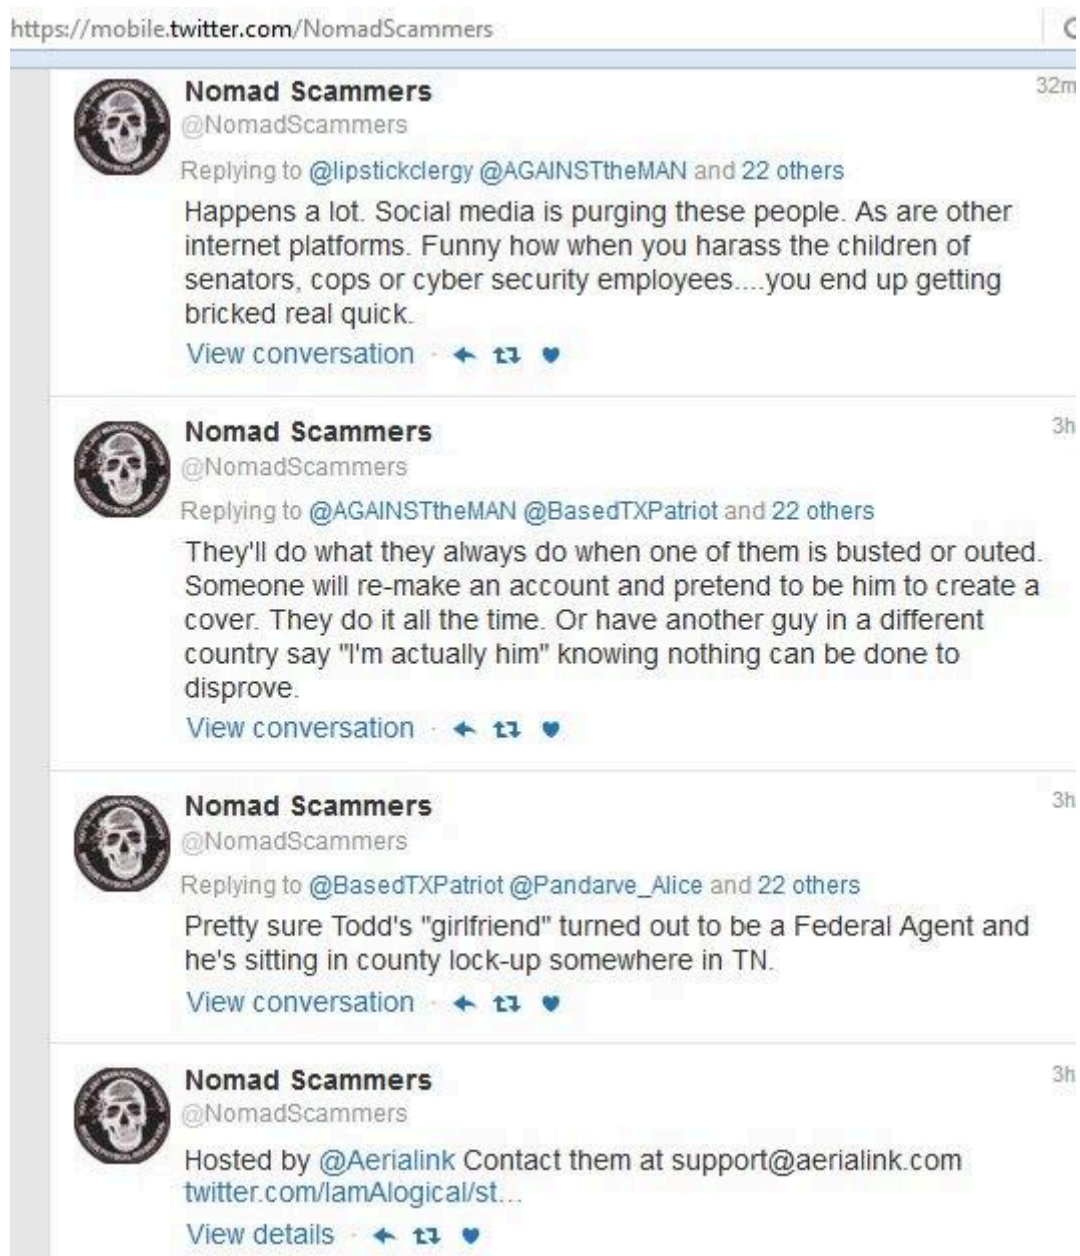 https://mobile.twitter.com/NomadScammers
Nomad Scammers
32m
@NomadScammers
Replying to @lipstickclergy @AGAINSTtheMAN and 22 others
Happens a lot. Social media is purging these people. As are other
internet platforms. Funny how when you harass the children of
senators, cops or cyber security employees....you end up getting
bricked real quick.
View conversation ·
Nomad Scammers
3h
@NomadScammers
Replying to @AGAINSTtheMAN @BasedTXPatriot and 22 others
They'll do what they always do when one of them is busted or outed.
Someone will re-make an account and pretend to be him to create a
cover. They do it all the time. Or have another guy in a different
country say "I'm actually him" knowing nothing can be done to
disprove.
View conversation ·
Nomad Scammers
3h
@NomadScammers
Replying to @BasedTXPatriot @Pandarve_Alice and 22 others
Pretty sure Todd's "girlfriend" turned out to be a Federal Agent and
he's sitting in county lock-up somewhere in TN.
View conversation ·
Nomad Scammers
3h
@NomadScammers
Hosted by @Aerialink Contact them at support@aerialink.com
twitter.com/IamAlogical/st...
View details ·